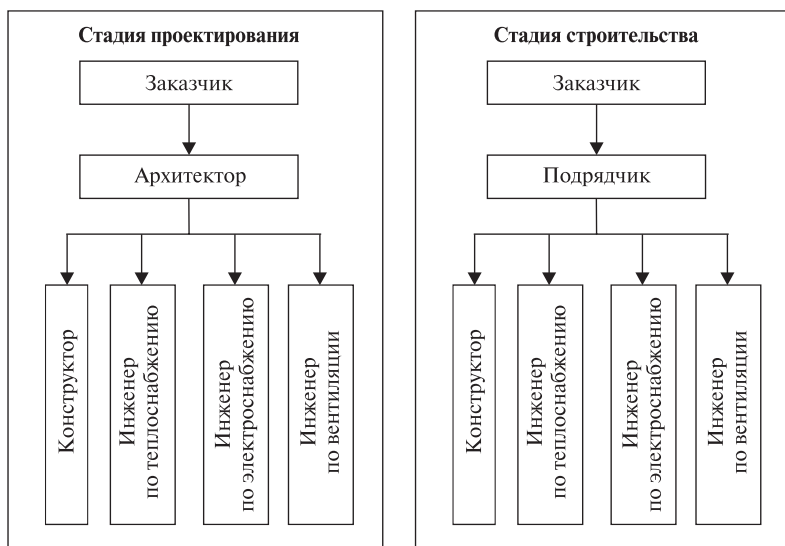 Стадия проектирования
Заказчик
Архитектор
Конструктор
Инженер
по теплоснабжению
Инженер
по электроснабжению
Инженер
по вентиляции
Стадия строительства
Заказчик
Подрядчик
Конструктор
Инженер
по теплоснабжению
Инженер
по электроснабжению
Инженер
по вентиляции